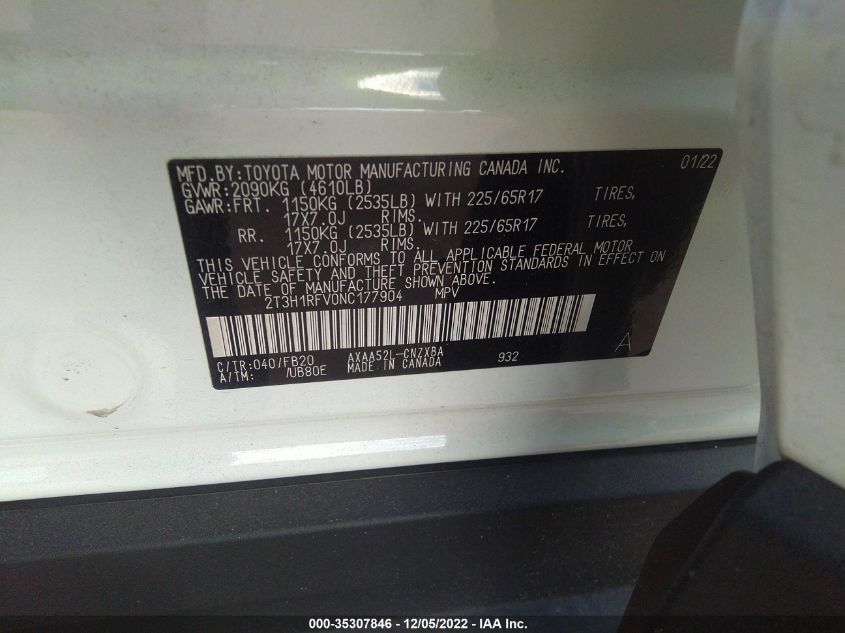 MFD.BY:TOYOTA MOTOR MANUFACTURING CANADA INC. 01/22
GVWR:2090KG (4610LB)
GAWR:FRT. 1150KG (2535LB) WITH 225/65R17 TIRES,
17X7.0J RIMS.
RR. 1150KG (2535LB) WITH 225/65R17 TIRES,
17X7.0J RIMS.
THIS VEHICLE CONFORMS TO ALL APPLICABLE FEDERAL MOTOR
VEHICLE SAFETY AND THEFT PREVENTION STANDARDS IN EFFECT ON
THE DATE OF MANUFACTURE SHOWN ABOVE.
2T3H1RFV0NC177904 MPV
C/TR:040/FB20 AXAA52L-CNZXBA 932 A
A/TM: /UB80E MADE IN CANADA
000-35307846 - 12/05/2022 - IAA Inc.